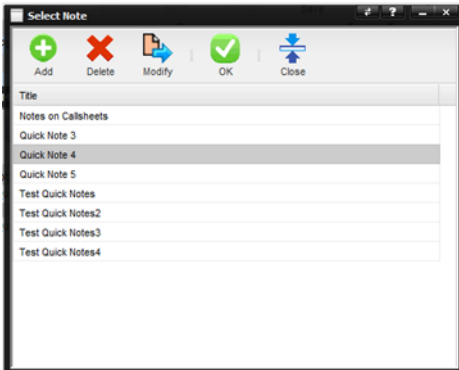 Select Note
?
Add Delete Modify OK Close
Title
Notes on Callsheets
Quick Note 3
Quick Note 4
Quick Note 5
Test Quick Notes
Test Quick Notes2
Test Quick Notes3
Test Quick Notes4